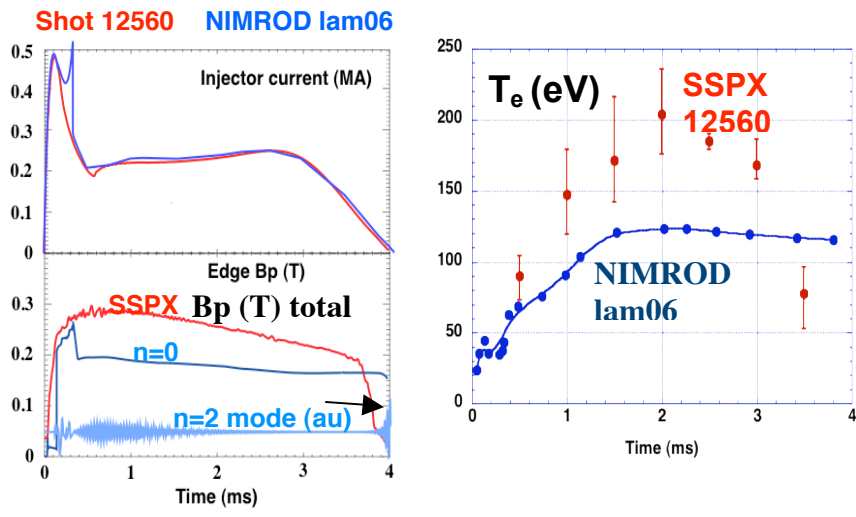 Shot 12560 NIMROD lam06
0.5
0.4
0.3
0.2
0.1
0
Injector current (MA)
Edge Bp (T)
SSPX Bp (T) total
n=0
n=2 mode (au)
0.3
0.2
0.1
0
0 1 2 3 4
Time (ms)
250
200
150
100
50
0
Te (eV)
SSPX
12560
NIMROD
lam06
0 1 2 3 4
Time (ms)